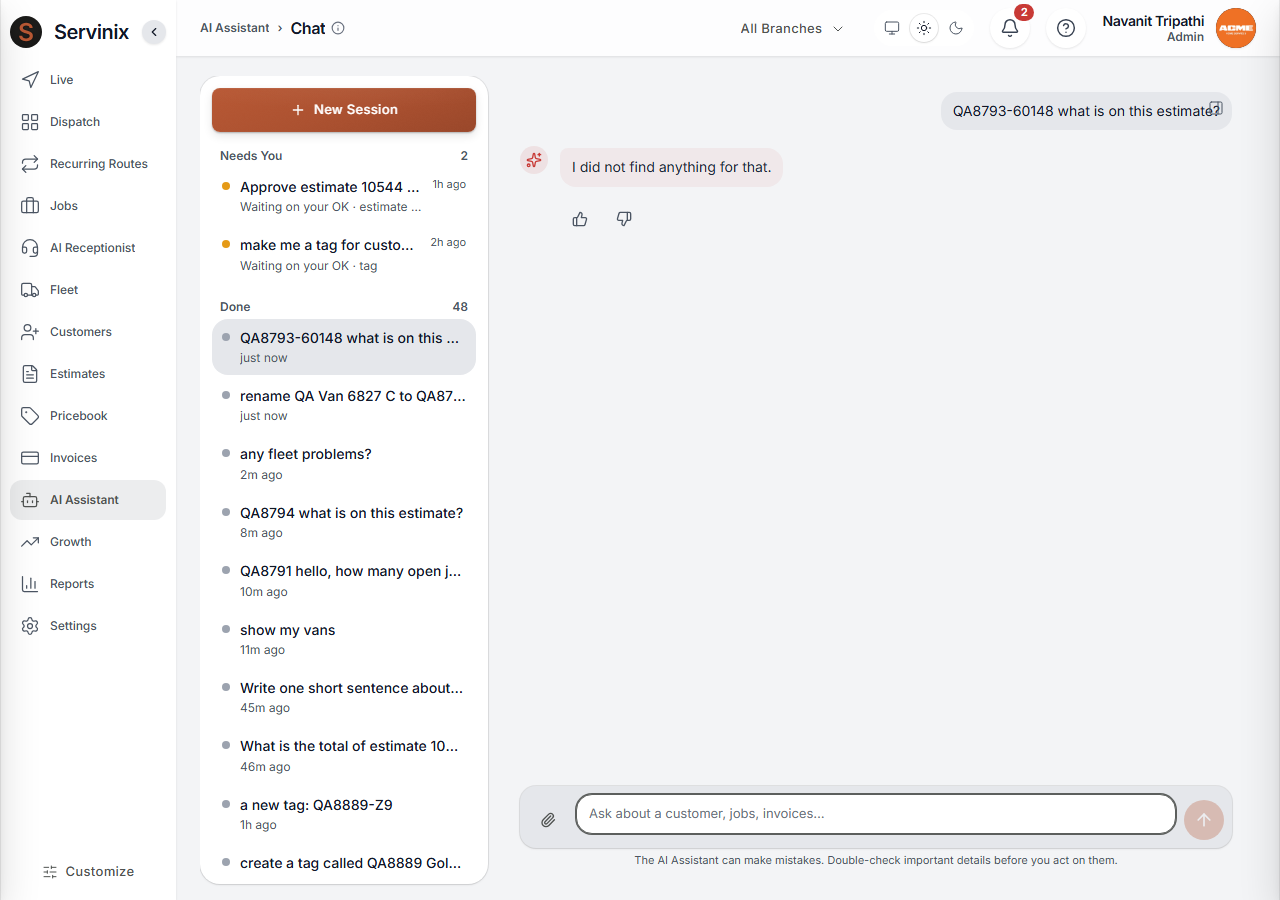 S Servinix
Live
Dispatch
Recurring Routes
Jobs
AI Receptionist
Fleet
Customers
Estimates
Pricebook
Invoices
AI Assistant
Growth
Reports
Settings
Customize
AI Assistant › Chat
All Branches
2
Navanit Tripathi
Admin
ACME
+ New Session
Needs You 2
Approve estimate 10544 ... 1h ago
Waiting on your OK · estimate ...
make me a tag for custo... 2h ago
Waiting on your OK · tag
Done 48
QA8793-60148 what is on this ...
just now
rename QA Van 6827 C to QA87...
just now
any fleet problems?
2m ago
QA8794 what is on this estimate?
8m ago
QA8791 hello, how many open j...
10m ago
show my vans
11m ago
Write one short sentence about...
45m ago
What is the total of estimate 10...
46m ago
a new tag: QA8889-Z9
1h ago
create a tag called QA8889 Gol...
QA8793-60148 what is on this estimate?
I did not find anything for that.
Ask about a customer, jobs, invoices...
The AI Assistant can make mistakes. Double-check important details before you act on them.